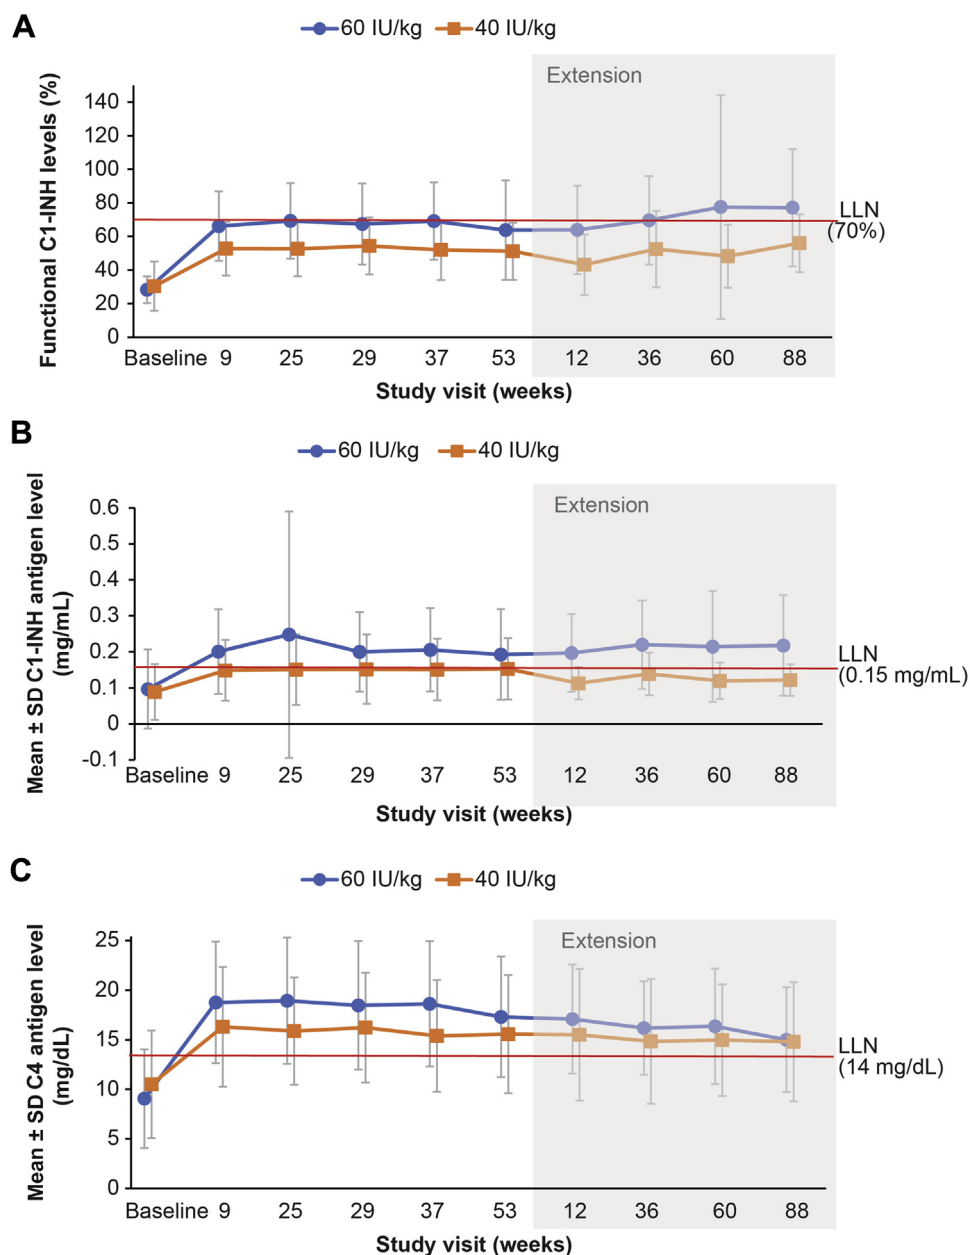 A
60 IU/kg 40 IU/kg
Extension
Functional C1-INH levels (%)
140
120
100
80
60
40
20
0
LLN
(70%)
Baseline 9 25 29 37 53 12 36 60 88
Study visit (weeks)
B
60 IU/kg 40 IU/kg
Extension
Mean ± SD C1-INH antigen level
(mg/mL)
0.6
0.5
0.4
0.3
0.2
0.1
0
-0.1
LLN
(0.15 mg/mL)
Baseline 9 25 29 37 53 12 36 60 88
Study visit (weeks)
C
60 IU/kg 40 IU/kg
Extension
Mean ± SD C4 antigen level
(mg/dL)
25
20
15
10
5
0
LLN
(14 mg/dL)
Baseline 9 25 29 37 53 12 36 60 88
Study visit (weeks)